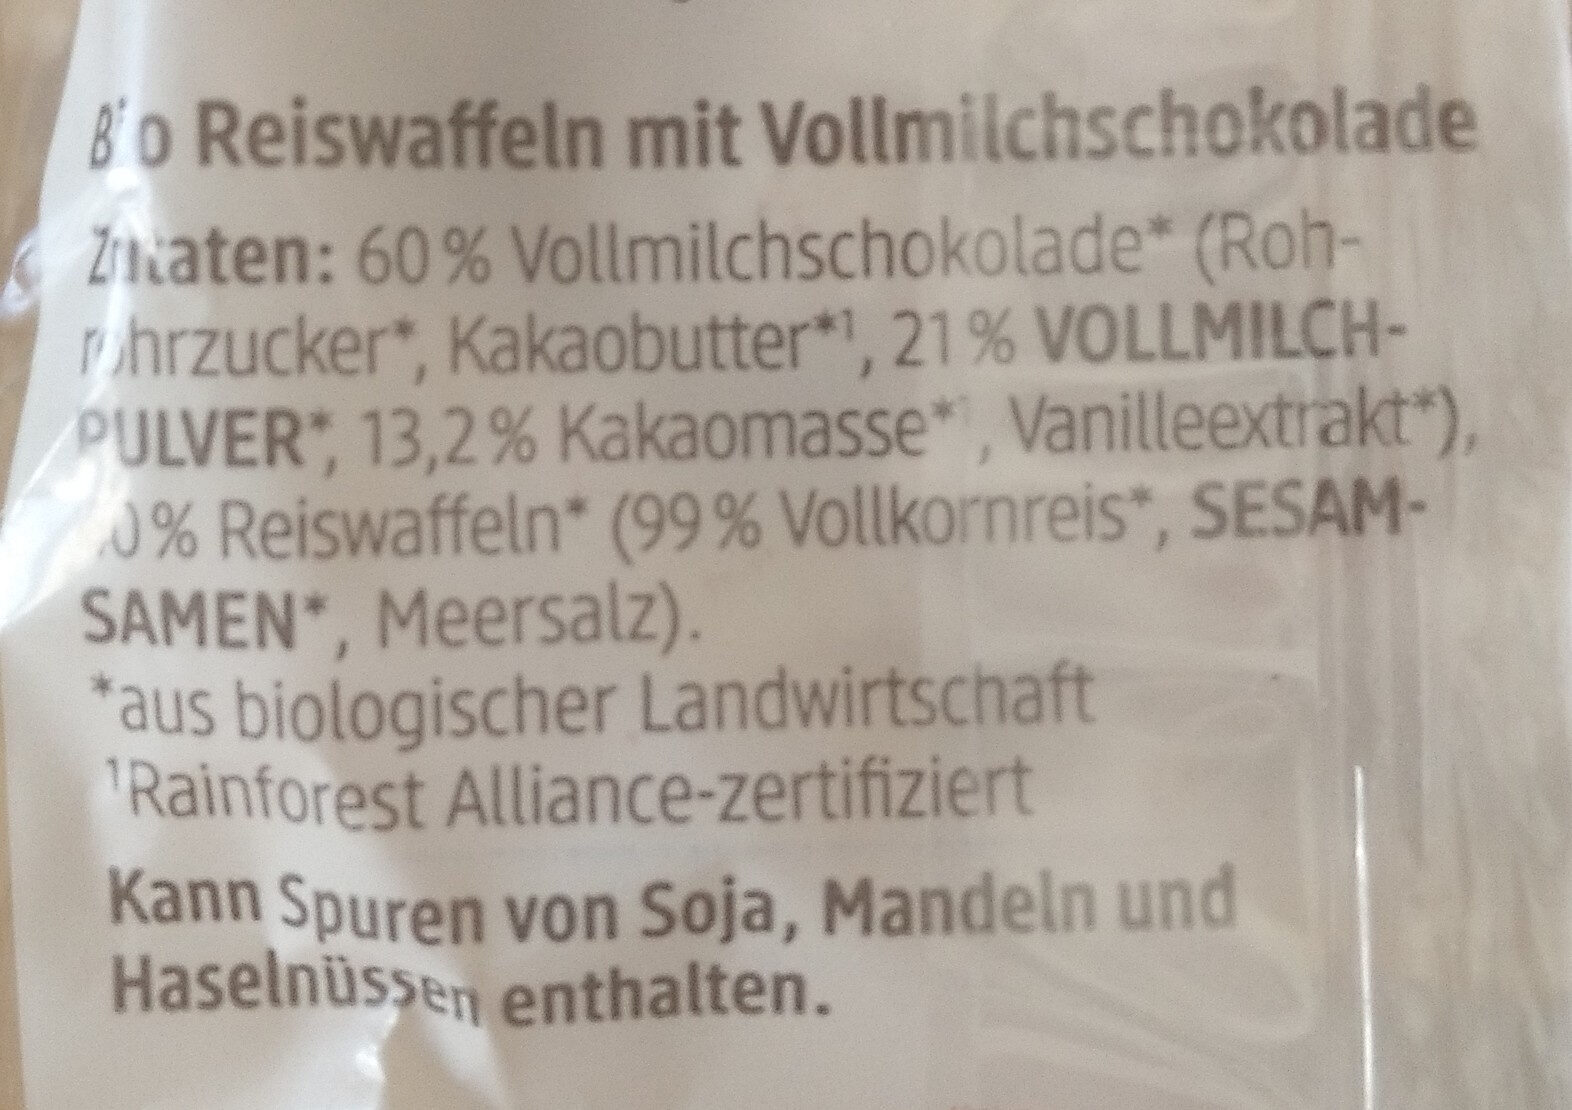 Bio Reiswaffeln mit Vollmilchschokolade
Zutaten: 60 % Vollmilchschokolade* (Roh-
rohrzucker*, Kakaobutter*¹, 21 % VOLLMILCH-
PULVER*, 13,2 % Kakaomasse*¹, Vanilleextrakt*),
% Reiswaffeln* (99 % Vollkornreis*, SESAM-
SAMEN*, Meersalz).
*aus biologischer Landwirtschaft
¹Rainforest Alliance-zertifiziert
Kann Spuren von Soja, Mandeln und
Haselnüssen enthalten.